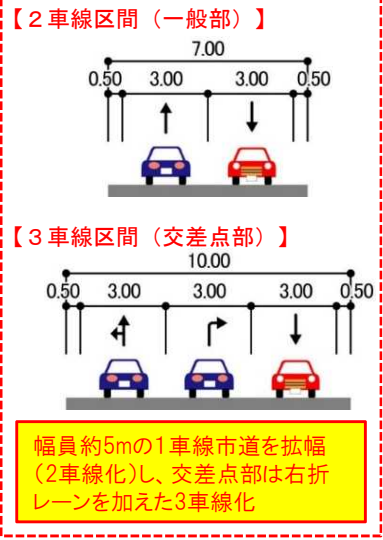 【２車線区間（一般部）】
7.00
0.50 3.00 3.00 0.50
【３車線区間（交差点部）】
10.00
0.50 3.00 3.00 3.00 0.50
幅員約5mの1車線市道を拡幅
（2車線化）し、交差点部は右折
レーンを加えた3車線化